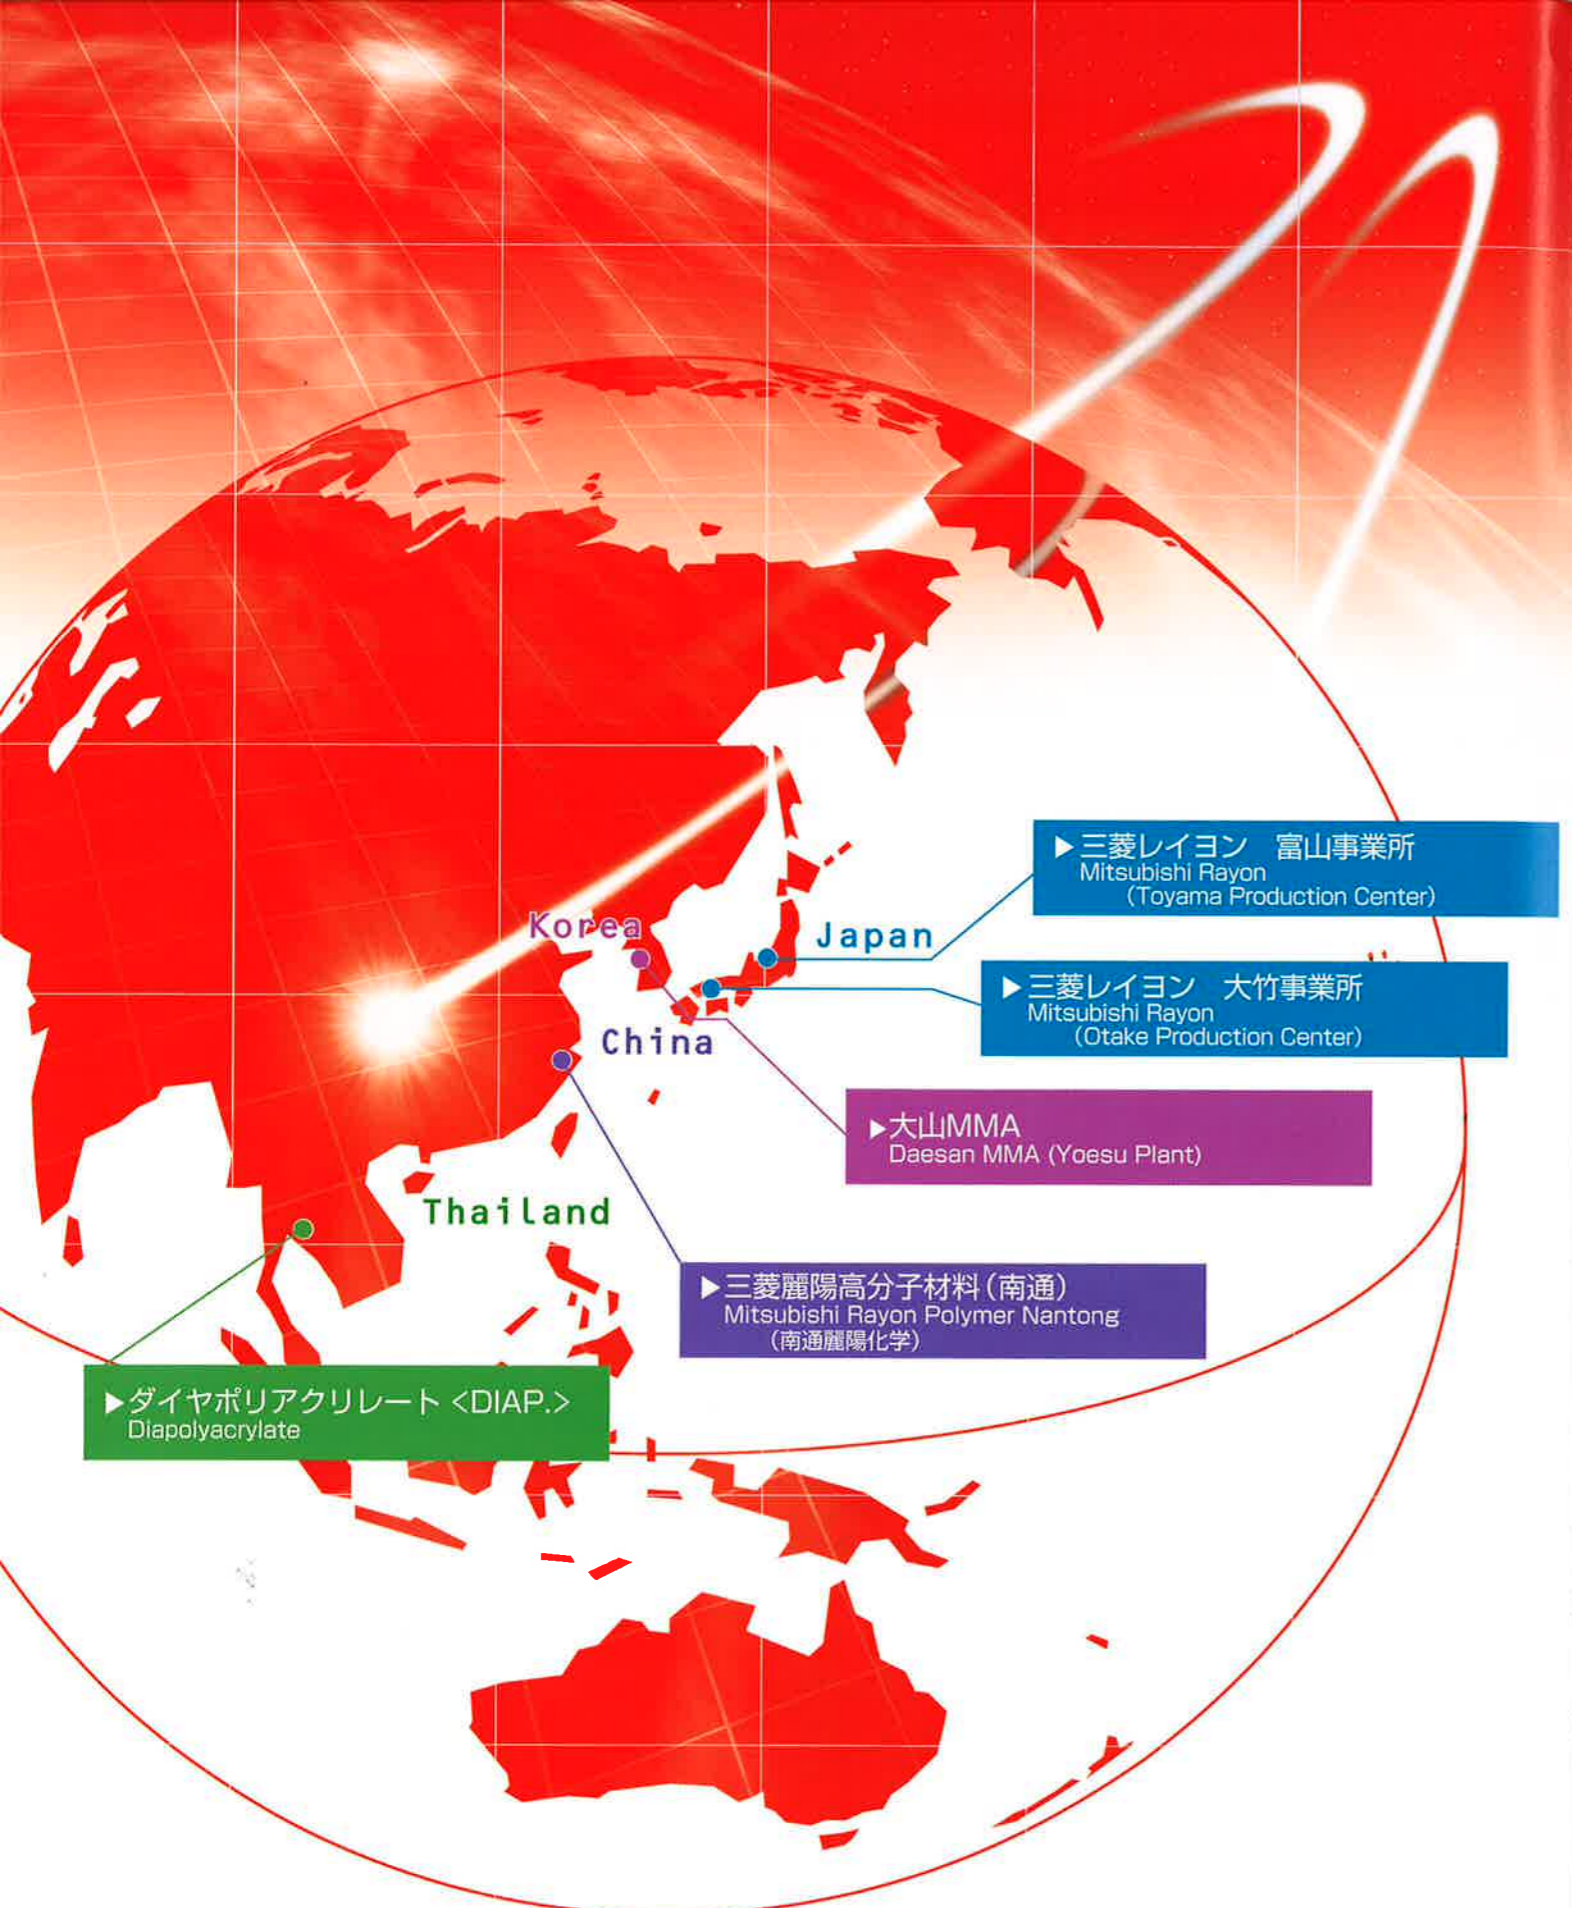 ▶三菱レイヨン　富山事業所
Mitsubishi Rayon
(Toyama Production Center)
Korea
Japan
▶三菱レイヨン　大竹事業所
Mitsubishi Rayon
(Otake Production Center)
China
▶大山MMA
Daesan MMA (Yoesu Plant)
Thailand
▶三菱麗陽高分子材料(南通)
Mitsubishi Rayon Polymer Nantong
(南通麗陽化学)
▶ダイヤポリアクリレート<DIAP.>
Diapolyacrylate